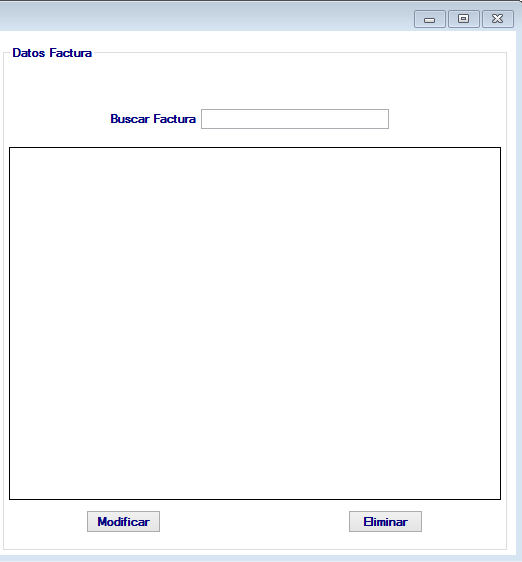 Datos Factura
Buscar Factura
Modificar
Eliminar